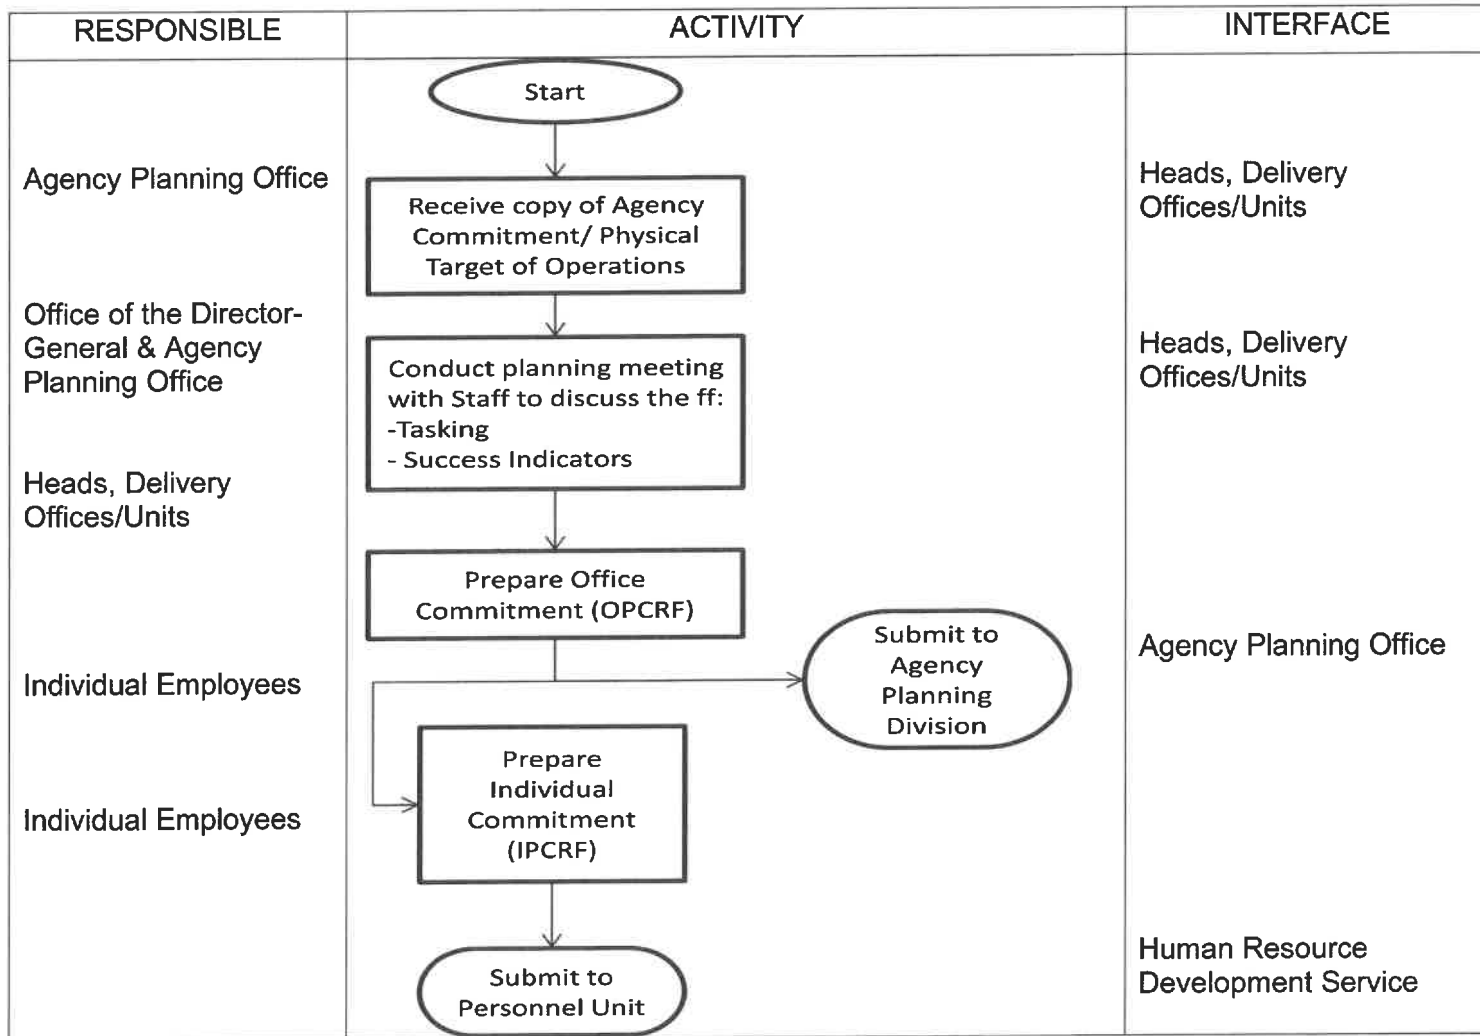 RESPONSIBLE
ACTIVITY
INTERFACE
Start
Agency Planning Office
Receive copy of Agency
Commitment/ Physical
Target of Operations
Heads, Delivery
Offices/Units
Office of the Director-
General & Agency
Planning Office
Conduct planning meeting
with Staff to discuss the ff:
-Tasking
- Success Indicators
Heads, Delivery
Offices/Units
Heads, Delivery
Offices/Units
Prepare Office
Commitment (OPCRF)
Submit to
Agency
Planning
Division
Agency Planning Office
Individual Employees
Prepare
Individual
Commitment
(IPCRF)
Individual Employees
Submit to
Personnel Unit
Human Resource
Development Service